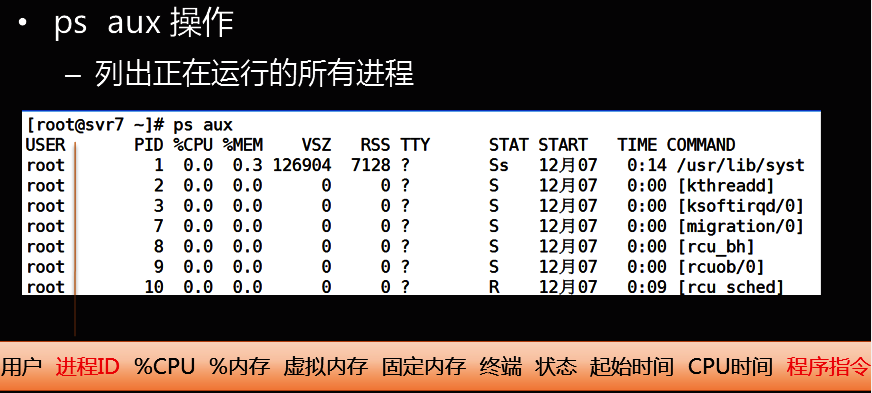 • ps aux 操作
– 列出正在运行的所有进程
[root@svr7 ~]# ps aux
USER PID %CPU %MEM VSZ RSS TTY STAT START TIME COMMAND
root 1 0.0 0.3 126904 7128 ? Ss 12月07 0:14 /usr/lib/syst
root 2 0.0 0.0 0 0 ? S 12月07 0:00 [kthreadd]
root 3 0.0 0.0 0 0 ? S 12月07 0:00 [ksoftirqd/0]
root 7 0.0 0.0 0 0 ? S 12月07 0:00 [migration/0]
root 8 0.0 0.0 0 0 ? S 12月07 0:00 [rcu_bh]
root 9 0.0 0.0 0 0 ? S 12月07 0:00 [rcuob/0]
root 10 0.0 0.0 0 0 ? R 12月07 0:09 [rcu_sched]
用户 进程ID %CPU %内存 虚拟内存 固定内存 终端 状态 起始时间 CPU时间 程序指令